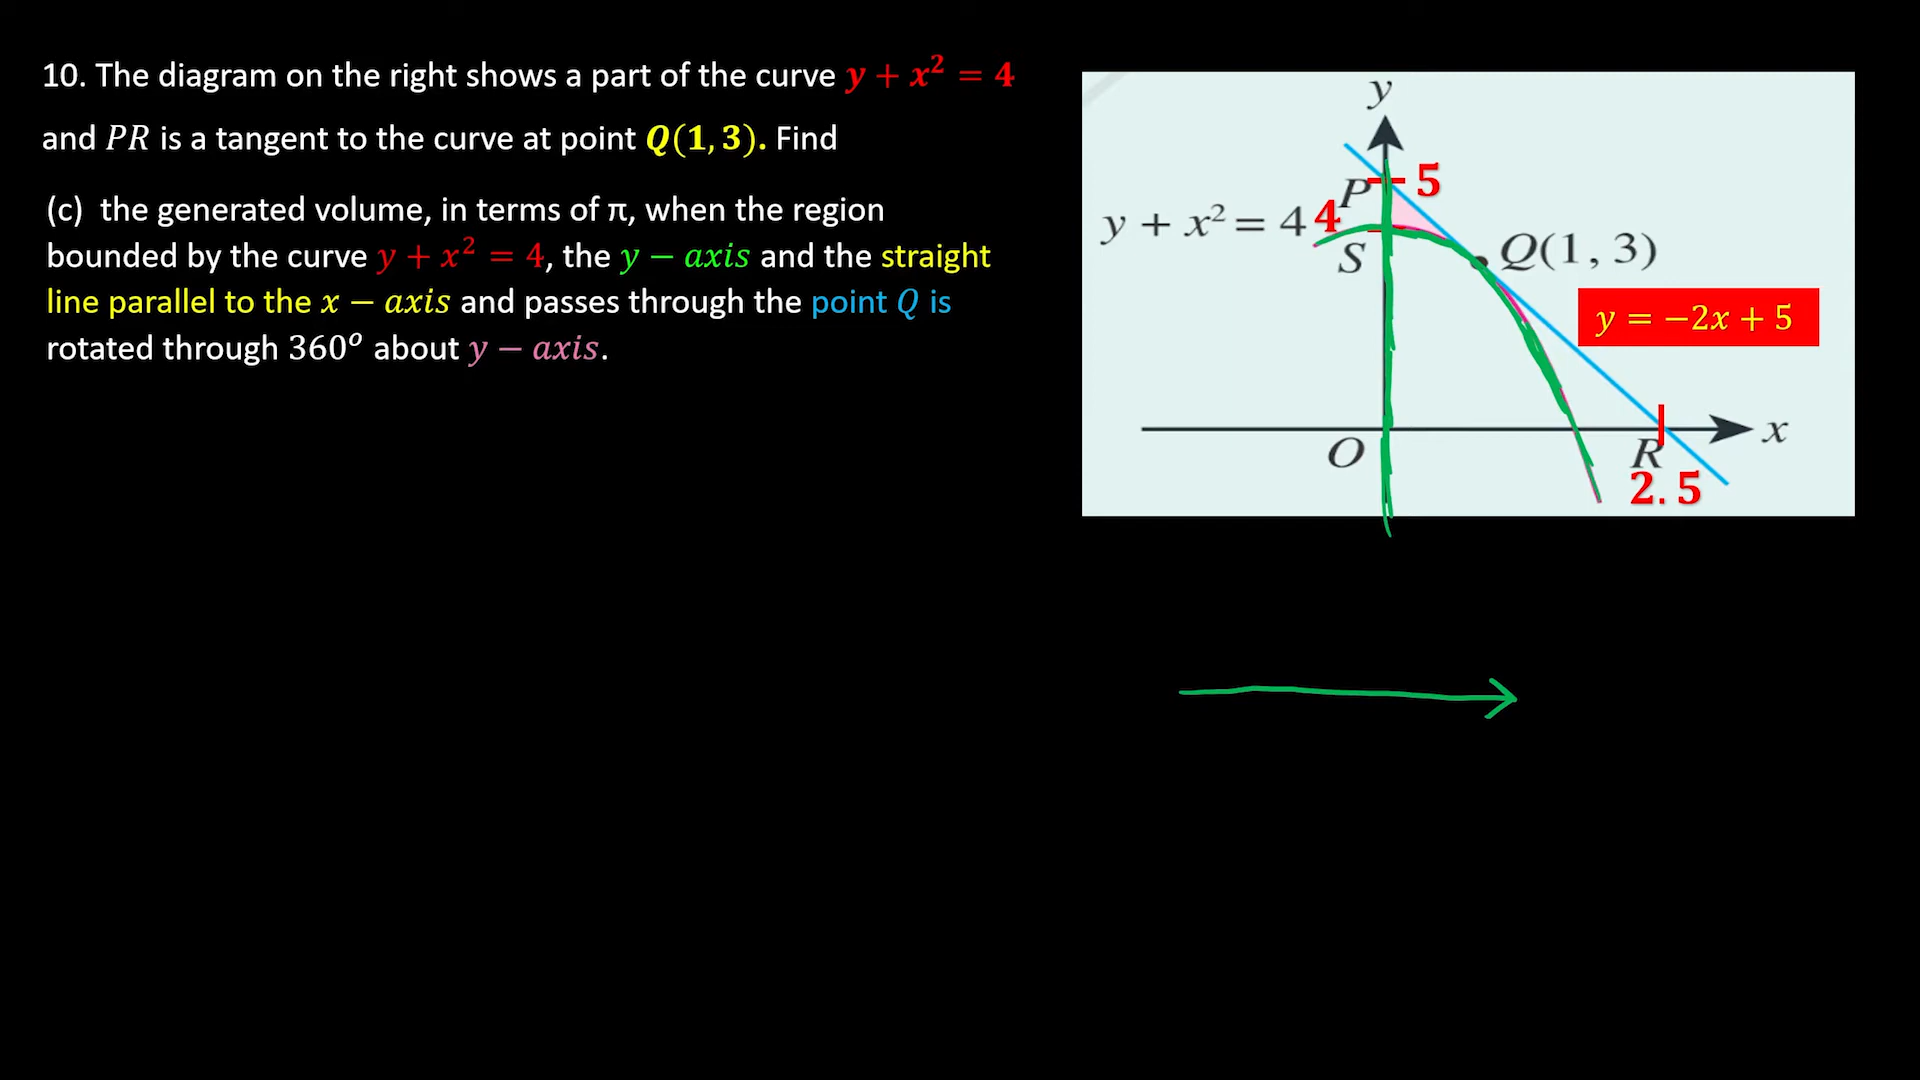 10. The diagram on the right shows a part of the curve y + x² = 4
and PR is a tangent to the curve at point Q(1, 3). Find
(c) the generated volume, in terms of π, when the region
bounded by the curve y + x² = 4, the y − axis and the straight
line parallel to the x − axis and passes through the point Q is
rotated through 360° about y − axis.
y
5
P
y + x² = 4
4
S
Q(1, 3)
y = −2x + 5
x
O
R
2.5